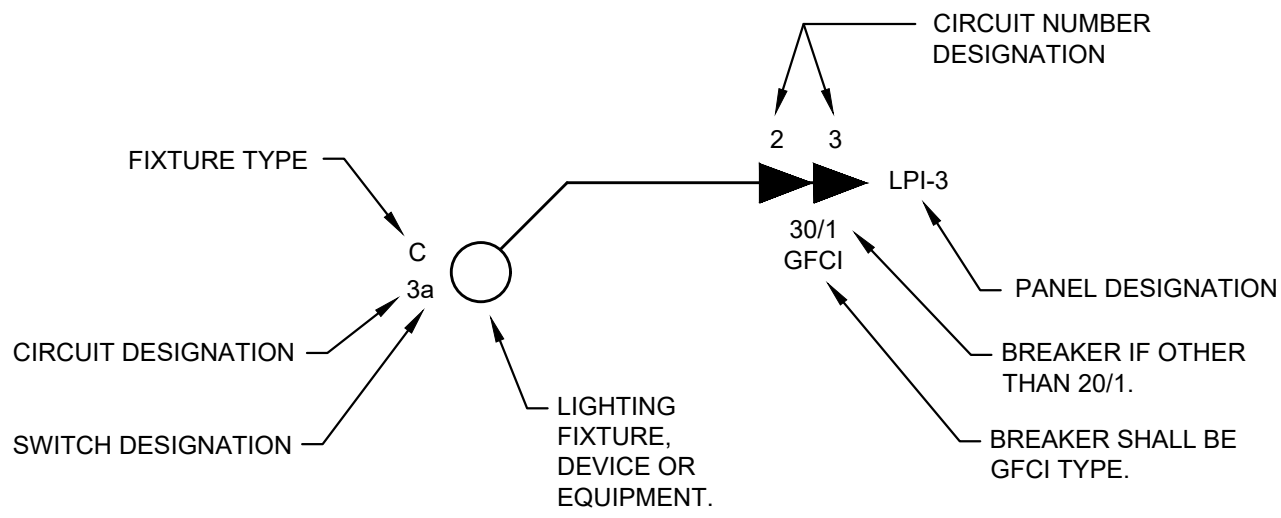 CIRCUIT NUMBER
DESIGNATION
2 3
FIXTURE TYPE
LPI-3
30/1
GFCI
C
3a
PANEL DESIGNATION
CIRCUIT DESIGNATION
BREAKER IF OTHER
THAN 20/1.
SWITCH DESIGNATION
LIGHTING
FIXTURE,
DEVICE OR
EQUIPMENT.
BREAKER SHALL BE
GFCI TYPE.